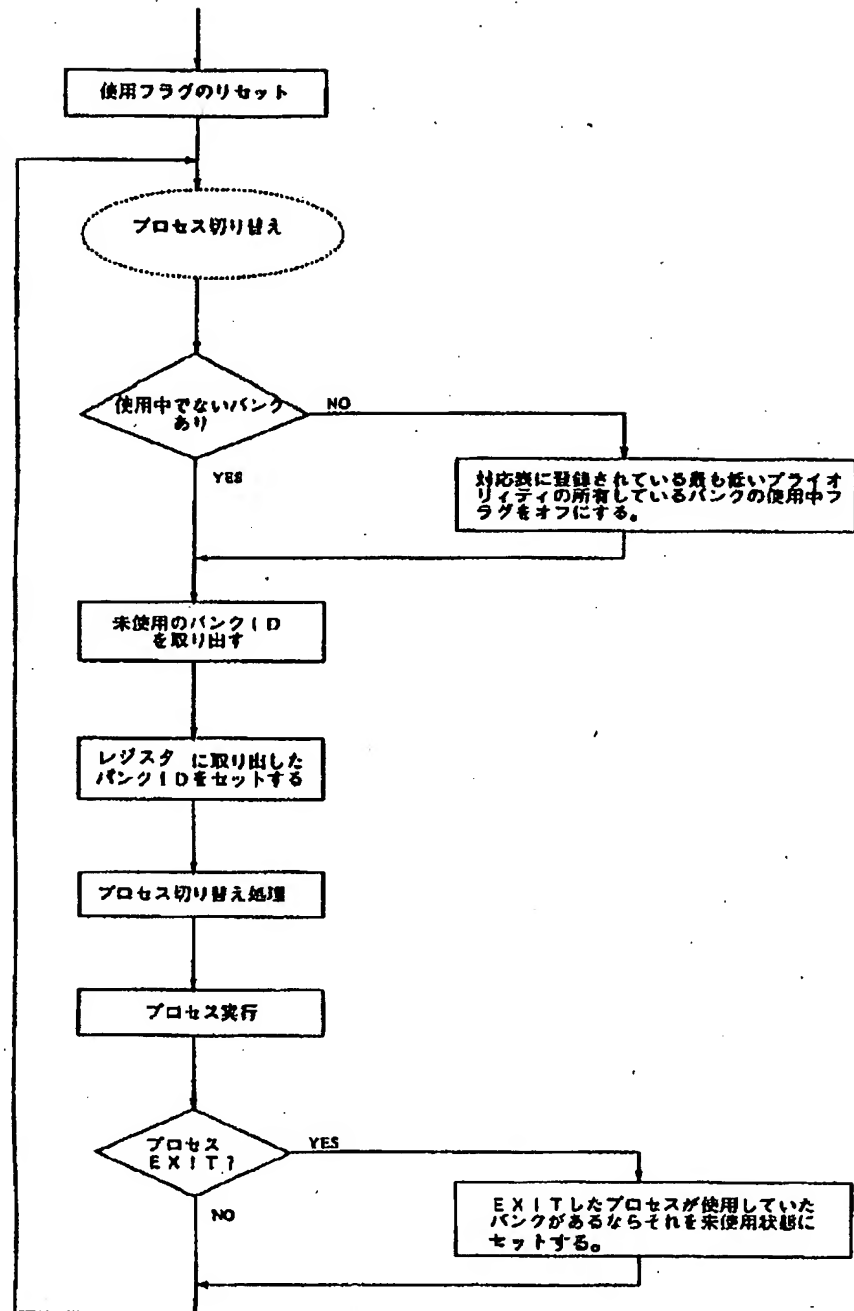 使用フラグのリセット
プロセス切り替え
使用中でないバンク
あり
NO
YES
対応表に登録されている最も低いプライオ
リィティの所有しているバンクの使用中フ
ラグをオフにする。
未使用のバンクID
を取り出す
レジスタ に取り出した
バンクIDをセットする
プロセス切り替え処理
プロセス実行
プロセス
EXIT?
YES
NO
EXITしたプロセスが使用していた
バンクがあるならそれを未使用状態に
セットする。